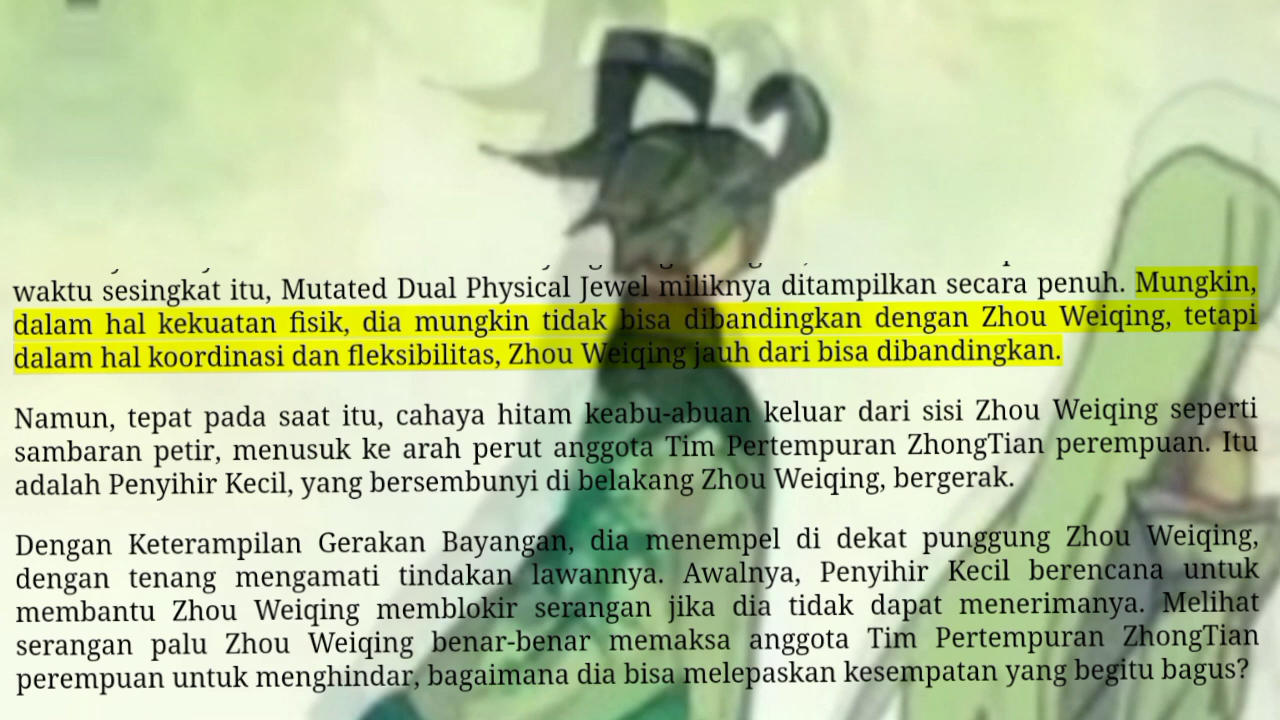 waktu sesingkat itu, Mutated Dual Physical Jewel miliknya ditampilkan secara penuh. Mungkin,
dalam hal kekuatan fisik, dia mungkin tidak bisa dibandingkan dengan Zhou Weiqing, tetapi
dalam hal koordinasi dan fleksibilitas, Zhou Weiqing jauh dari bisa dibandingkan.
Namun, tepat pada saat itu, cahaya hitam keabu-abuan keluar dari sisi Zhou Weiqing seperti
sambaran petir, menusuk ke arah perut anggota Tim Pertempuran ZhongTian perempuan. Itu
adalah Penyihir Kecil, yang bersembunyi di belakang Zhou Weiqing, bergerak.
Dengan Keterampilan Gerakan Bayangan, dia menempel di dekat punggung Zhou Weiqing,
dengan tenang mengamati tindakan lawannya. Awalnya, Penyihir Kecil berencana untuk
membantu Zhou Weiqing memblokir serangan jika dia tidak dapat menerimanya. Melihat
serangan palu Zhou Weiqing benar-benar memaksa anggota Tim Pertempuran ZhongTian
perempuan untuk menghindar, bagaimana dia bisa melepaskan kesempatan yang begitu bagus?